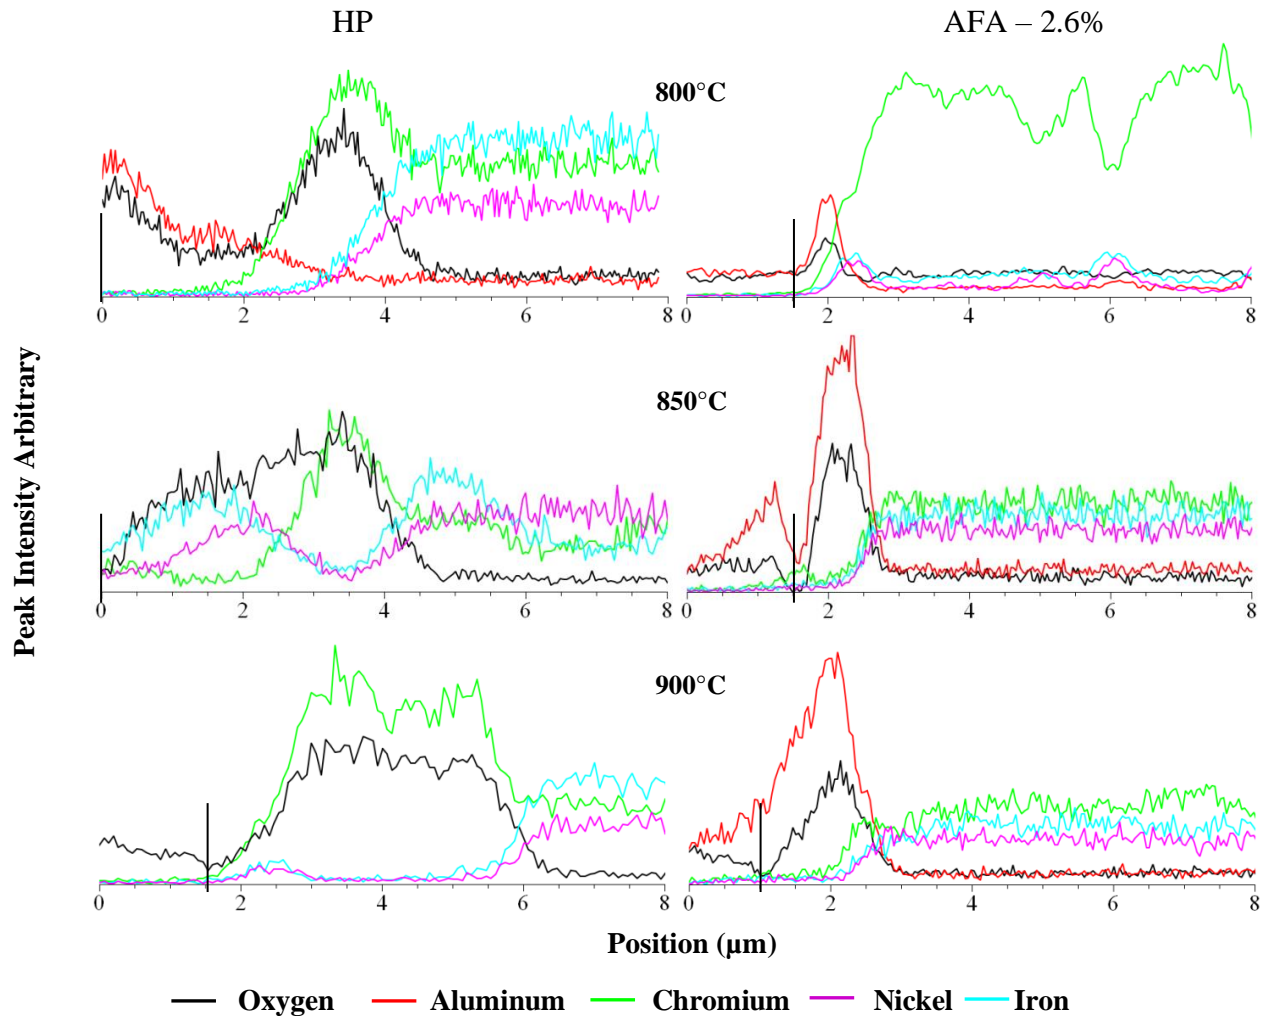 HP
AFA – 2.6%
800°C
0 2 4 6 8
0 2 4 6 8
850°C
0 2 4 6 8
0 2 4 6 8
900°C
0 2 4 6 8
0 2 4 6 8
Peak Intensity Arbitrary
Position (µm)
Oxygen Aluminum Chromium Nickel Iron